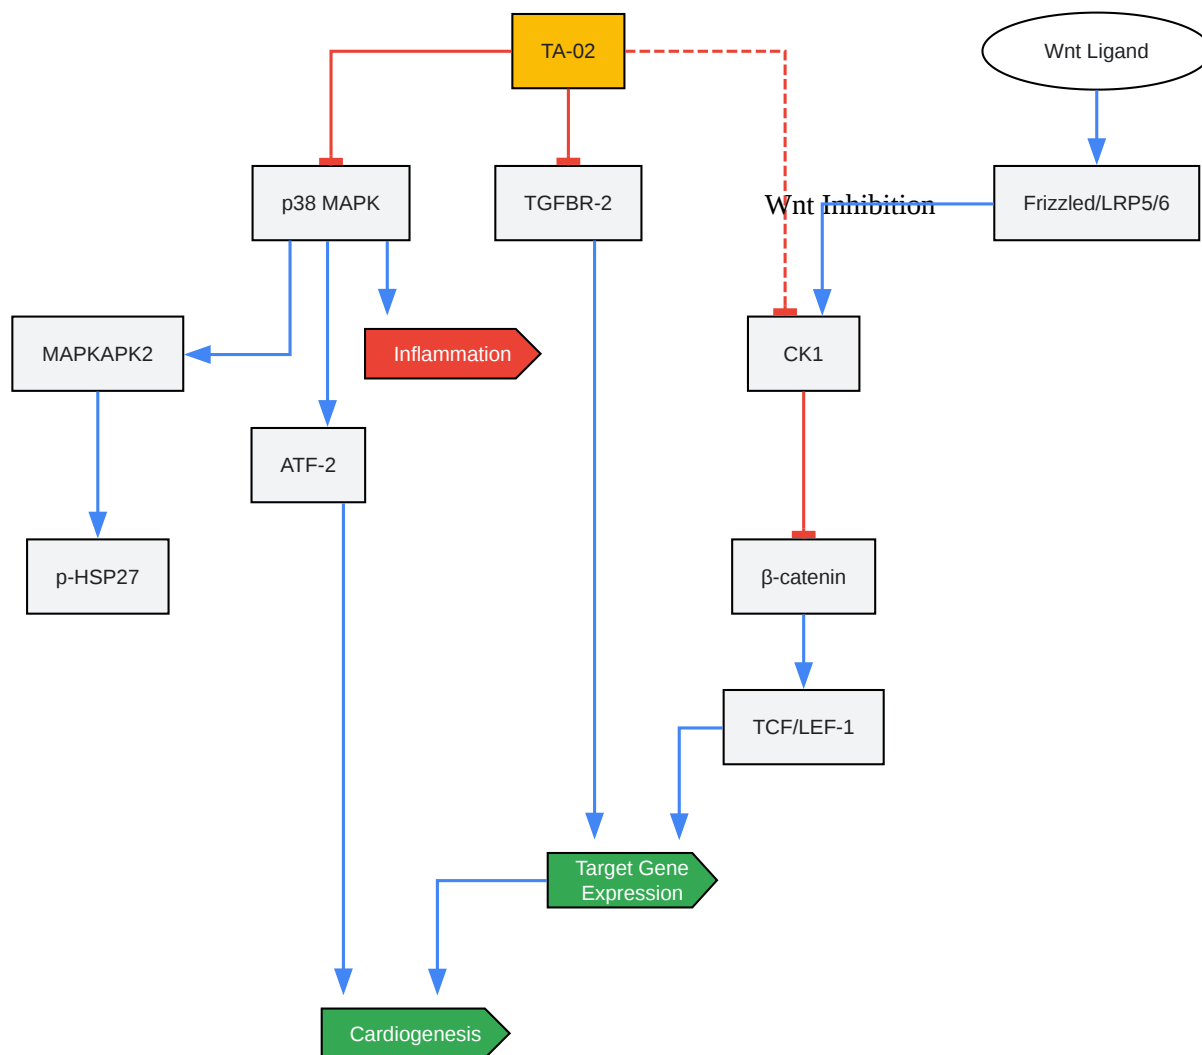 TA-02
Wnt Ligand
p38 MAPK
TGFBR-2
Wnt Inhibition
Frizzled/LRP5/6
MAPKAPK2
Inflammation
CK1
ATF-2
p-HSP27
β-catenin
TCF/LEF-1
Target Gene
Expression
Cardiogenesis